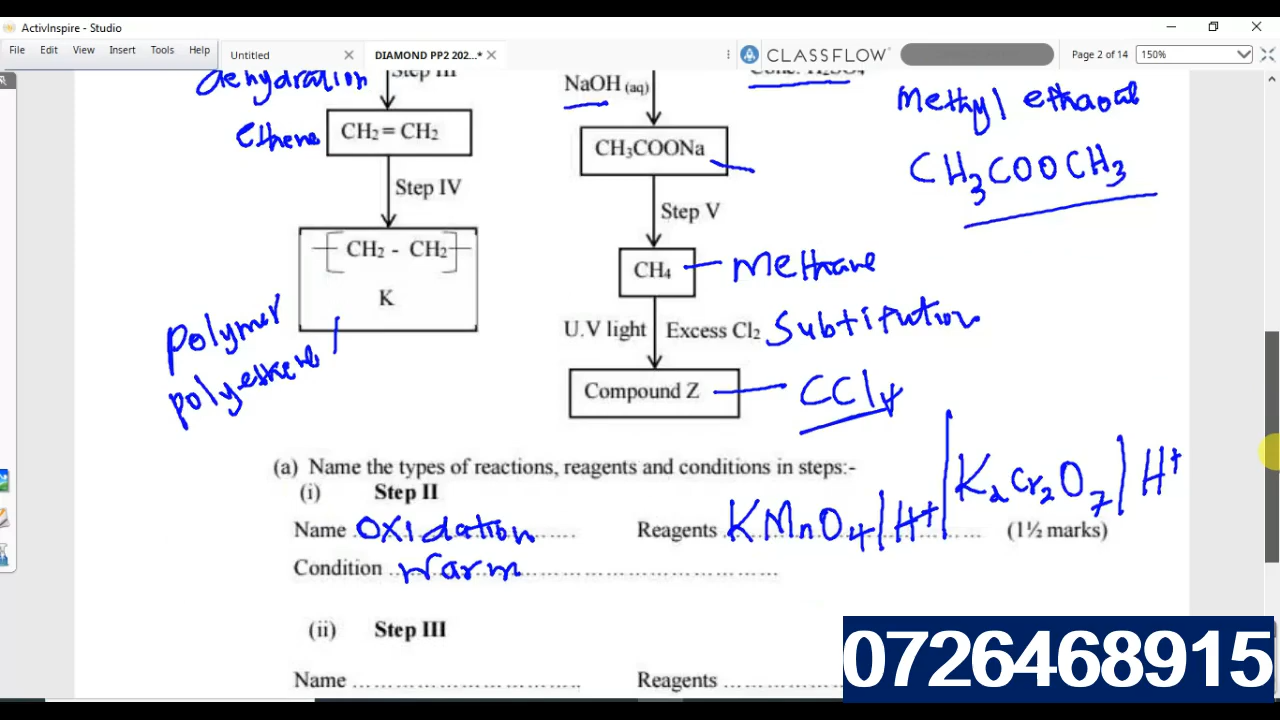 ActivInspire - Studio
File Edit View Insert Tools Help
Untitled
DIAMOND PP2 202...*
CLASSFLOW
Page 2 of 14
150%
dehydration
Step III
NaOH (aq)
Conc. H₂SO₄
Methyl ethanoate
Ethene
CH₂ = CH₂
CH₃COONa
CH₃COOCH₃
Step IV
Step V
CH₂ - CH₂
K
CH₄
Methane
polymer
polyethene
U.V light
Excess Cl₂
Substitution
Compound Z
CCl₄
(a) Name the types of reactions, reagents and conditions in steps:-
(i) Step II
Name OXidation Reagents KMnO₄/H⁺ | K₂Cr₂O₇/H⁺ (1½ marks)
Condition Warm
(ii) Step III
Name ........................ Reagents ........................
0726468915